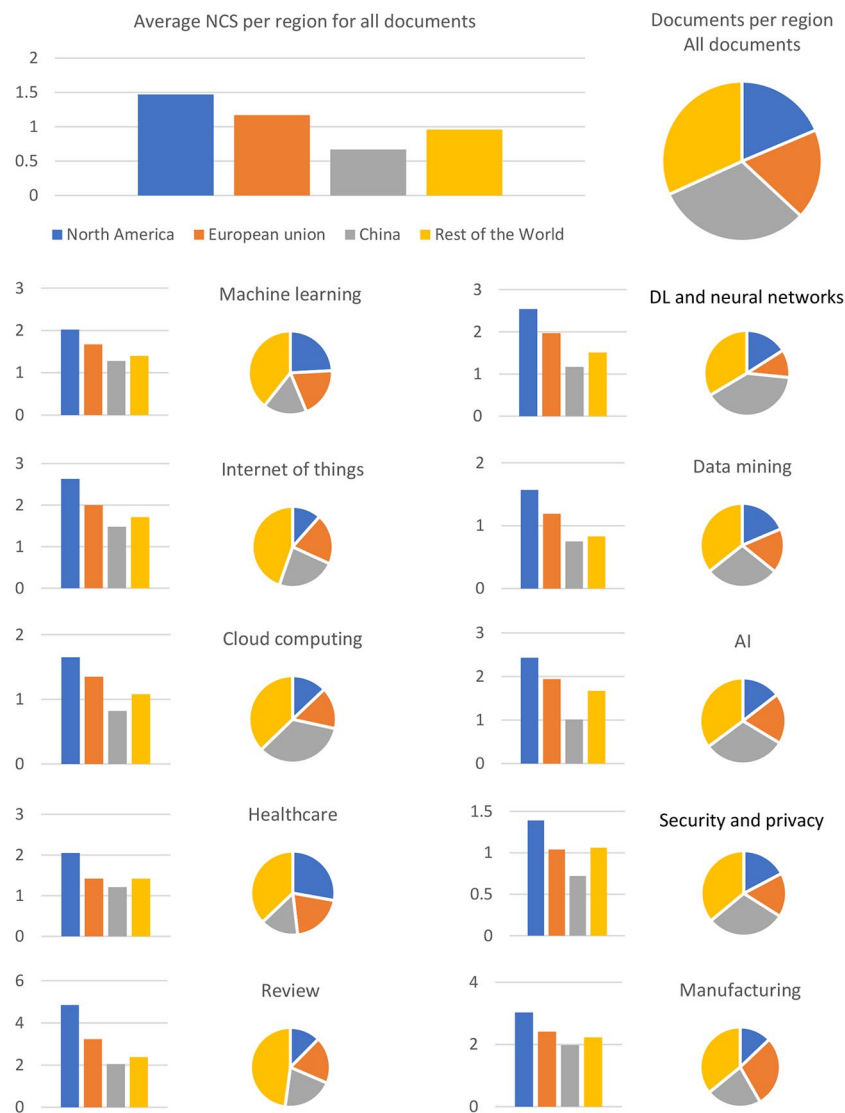 Average NCS per region for all documents
Documents per region
All documents
2
1.5
1
0.5
0
North America
European union
China
Rest of the World
3
2
1
0
Machine learning
3
2
1
0
DL and neural networks
3
2
1
0
Internet of things
2
1
0
Data mining
2
1
0
Cloud computing
3
2
1
0
AI
3
2
1
0
Healthcare
1.5
1
0.5
0
Security and privacy
6
4
2
0
Review
4
2
0
Manufacturing